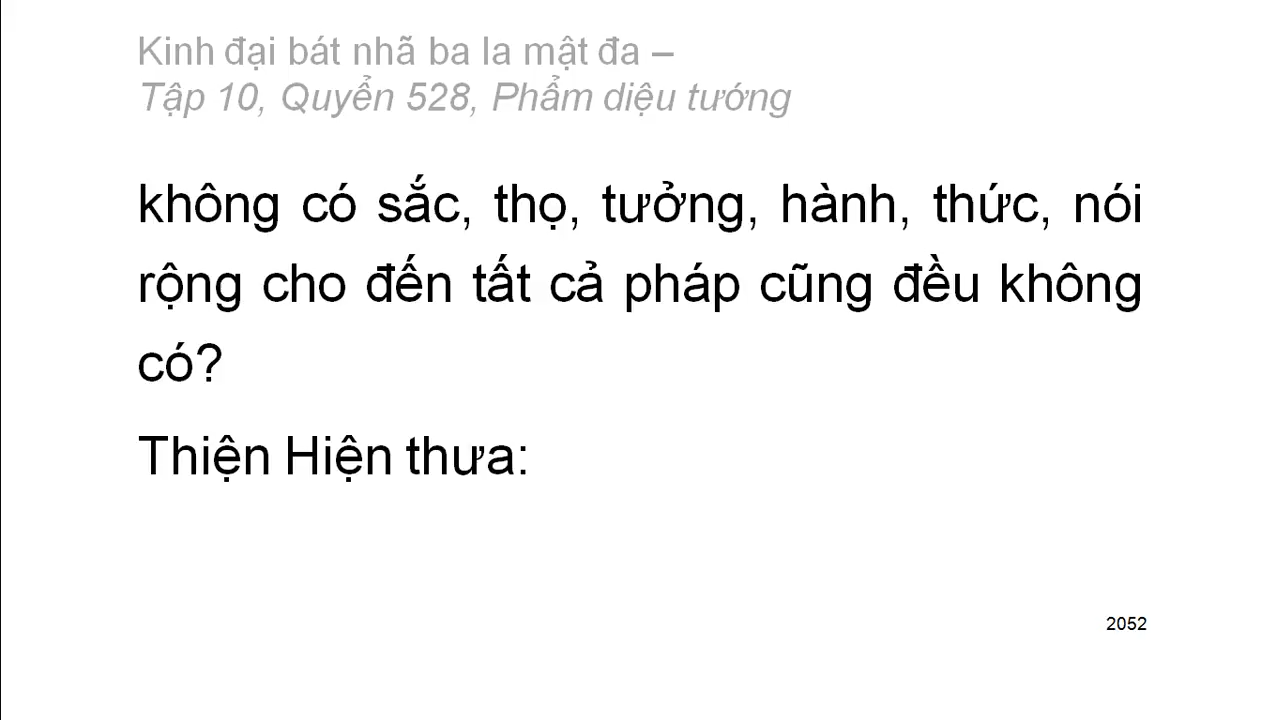 Kinh đại bát nhã ba la mật đa –
Tập 10, Quyển 528, Phẩm diệu tướng
không có sắc, thọ, tưởng, hành, thức, nói
rộng cho đến tất cả pháp cũng đều không
có?
Thiện Hiện thưa:
2052